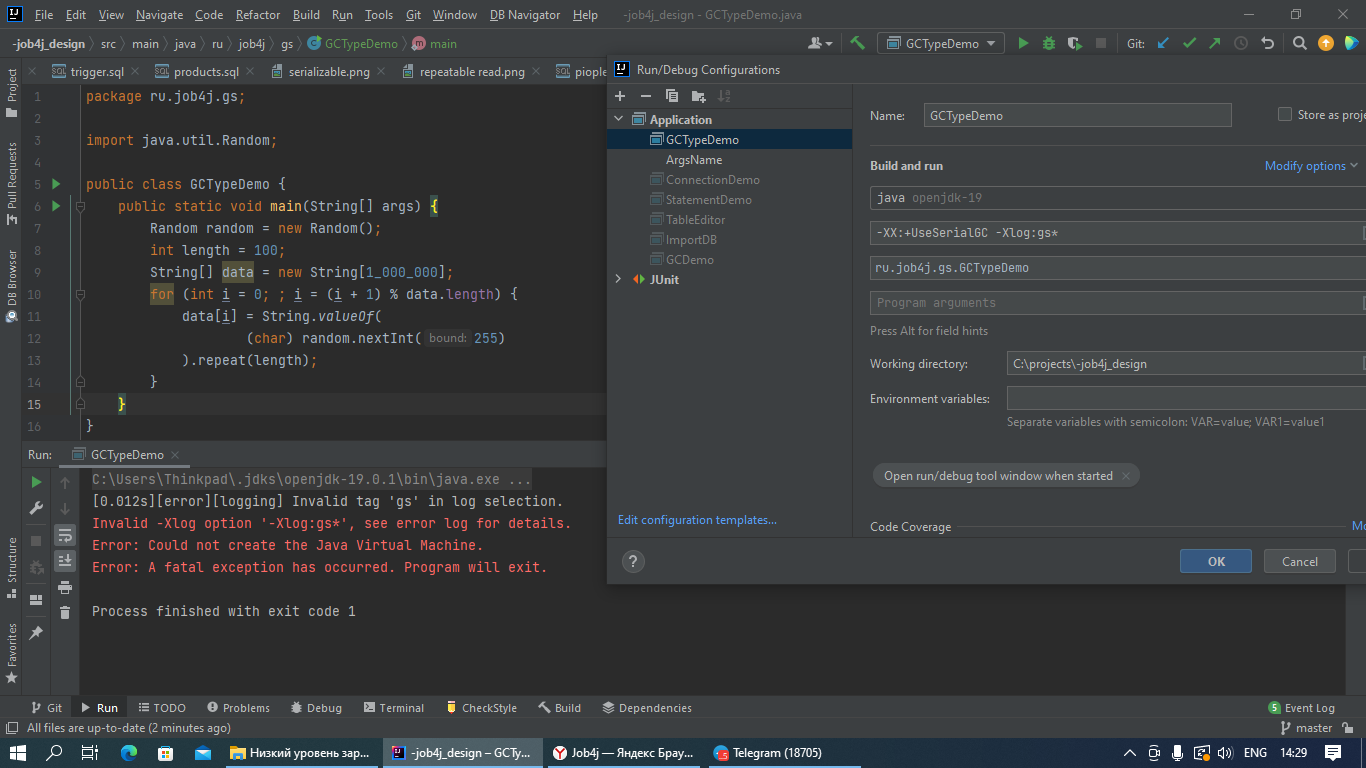 File Edit View Navigate Code Refactor Build Run Tools Git Window DB Navigator Help -job4j_design - GCTypeDemo.java
-job4j_design src main java ru job4j gs GCTypeDemo main GCTypeDemo Git:
trigger.sql products.sql serializable.png repeatable read.png piople
Project
Pull Requests
DB Browser
Structure
Favorites
1 package ru.job4j.gs;
2
3 import java.util.Random;
4
5 public class GCTypeDemo {
6 public static void main(String[] args) {
7 Random random = new Random();
8 int length = 100;
9 String[] data = new String[1_000_000];
10 for (int i = 0; ; i = (i + 1) % data.length) {
11 data[i] = String.valueOf(
12 (char) random.nextInt( bound: 255)
13 ).repeat(length);
14 }
15 }
16 }
Run/Debug Configurations
Application
GCTypeDemo
ArgsName
ConnectionDemo
StatementDemo
TableEditor
ImportDB
GCDemo
JUnit
Edit configuration templates...
Name: GCTypeDemo Store as proje
Build and run Modify options
java openjdk-19
-XX:+UseSerialGC -Xlog:gs*
ru.job4j.gs.GCTypeDemo
Program arguments
Press Alt for field hints
Working directory: C:\projects\-job4j_design
Environment variables:
Separate variables with semicolon: VAR=value; VAR1=value1
Open run/debug tool window when started
Code Coverage Mo
? OK Cancel
Run: GCTypeDemo
C:\Users\Thinkpad\.jdks\openjdk-19.0.1\bin\java.exe ...
[0.012s][error][logging] Invalid tag 'gs' in log selection.
Invalid -Xlog option '-Xlog:gs*', see error log for details.
Error: Could not create the Java Virtual Machine.
Error: A fatal exception has occurred. Program will exit.
Process finished with exit code 1
Git Run TODO Problems Debug Terminal CheckStyle Build Dependencies 5 Event Log
All files are up-to-date (2 minutes ago) master
Низкий уровень зар... -job4j_design – GCTy... Job4j — Яндекс Брау... Telegram (18705) ENG 14:29